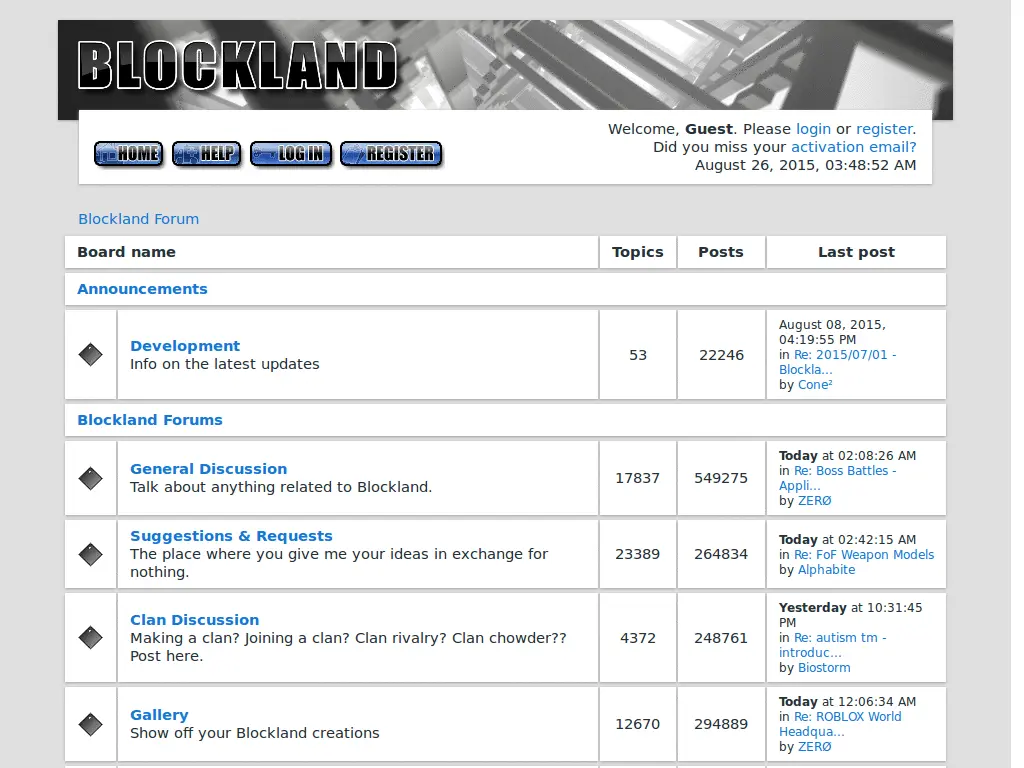 BLOCKLAND
Welcome, Guest. Please login or register.
Did you miss your activation email?
August 26, 2015, 03:48:52 AM
HOME HELP LOG IN REGISTER
Blockland Forum
Board name Topics Posts Last post
Announcements
Development
Info on the latest updates
53
22246
August 08, 2015,
04:19:55 PM
in Re: 2015/07/01 -
Blockla...
by Cone²
Blockland Forums
General Discussion
Talk about anything related to Blockland.
17837
549275
Today at 02:08:26 AM
in Re: Boss Battles -
Appli...
by ZERØ
Suggestions & Requests
The place where you give me your ideas in exchange for
nothing.
23389
264834
Today at 02:42:15 AM
in Re: FoF Weapon Models
by Alphabite
Clan Discussion
Making a clan? Joining a clan? Clan rivalry? Clan chowder??
Post here.
4372
248761
Yesterday at 10:31:45
PM
in Re: autism tm -
introduc...
by Biostorm
Gallery
Show off your Blockland creations
12670
294889
Today at 12:06:34 AM
in Re: ROBLOX World
Headqua...
by ZERØ